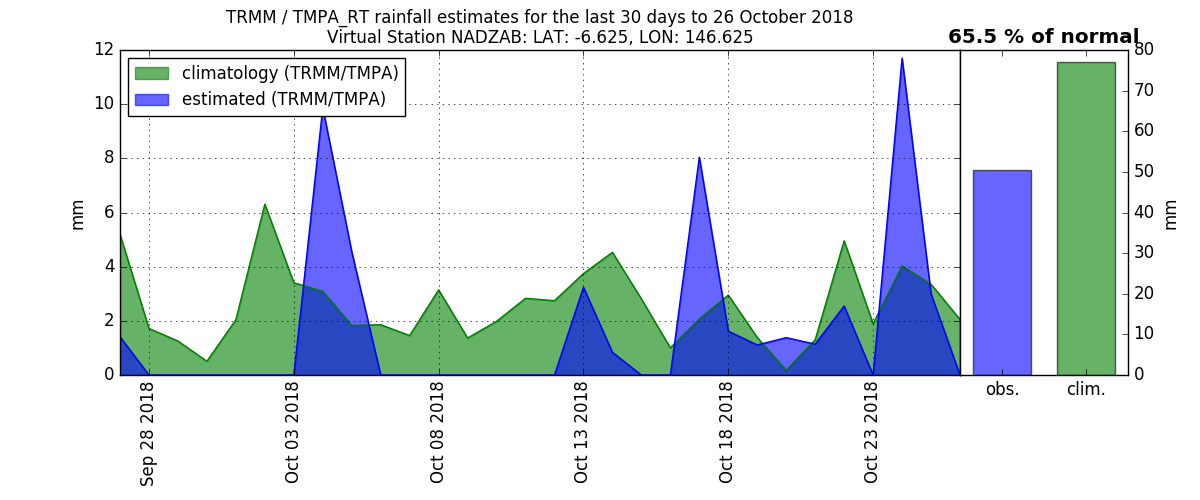 TRMM / TMPA_RT rainfall estimates for the last 30 days to 26 October 2018
Virtual Station NADZAB: LAT: -6.625, LON: 146.625
65.5 % of normal
climatology (TRMM/TMPA)
estimated (TRMM/TMPA)
12
10
8
6
4
2
0
mm
80
70
60
50
40
30
20
10
0
mm
Sep 28 2018
Oct 03 2018
Oct 08 2018
Oct 13 2018
Oct 18 2018
Oct 23 2018
obs.
clim.